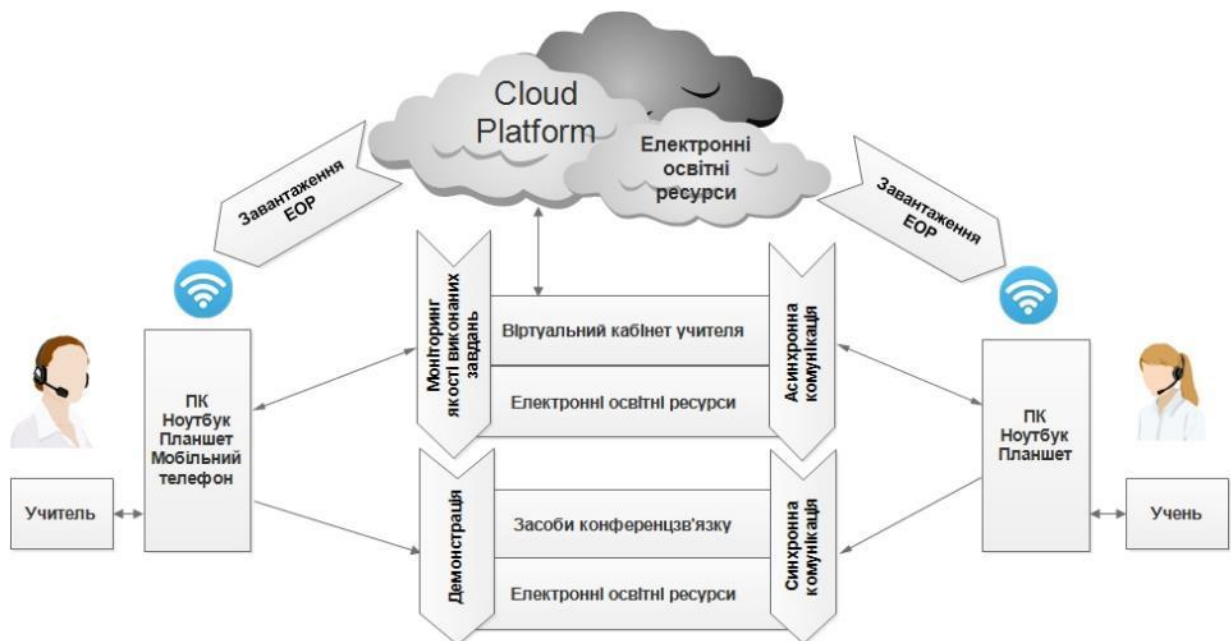 Cloud
Platform
Електронні
освітні
ресурси
Завантаження
ЕОР
Завантаження
ЕОР
Моніторинг
якості виконаних
завдань
Віртуальний кабінет учителя
Електронні освітні ресурси
Асинхронна
комунікація
ПК
Ноутбук
Планшет
Мобільний
телефон
Учитель
ПК
Ноутбук
Планшет
Учень
Демонстрація
Засоби конференцзв'язку
Електронні освітні ресурси
Синхронна
комунікація